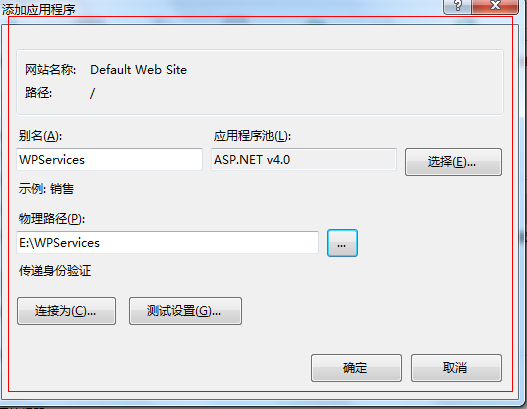 添加应用程序
网站名称: Default Web Site
路径: /
别名(A): 应用程序池(L):
WPServices ASP.NET v4.0 选择(E)...
示例: 销售
物理路径(P):
E:\WPServices ...
传递身份验证
连接为(C)... 测试设置(G)...
确定 取消